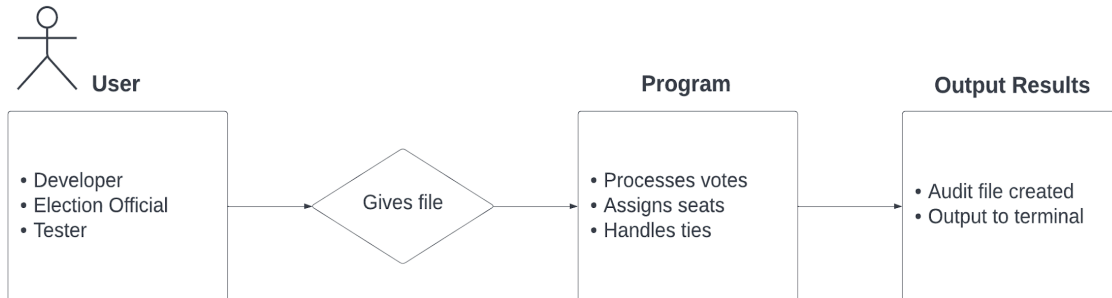 User
Program
Output Results
• Developer
• Election Official
• Tester
Gives file
• Processes votes
• Assigns seats
• Handles ties
• Audit file created
• Output to terminal